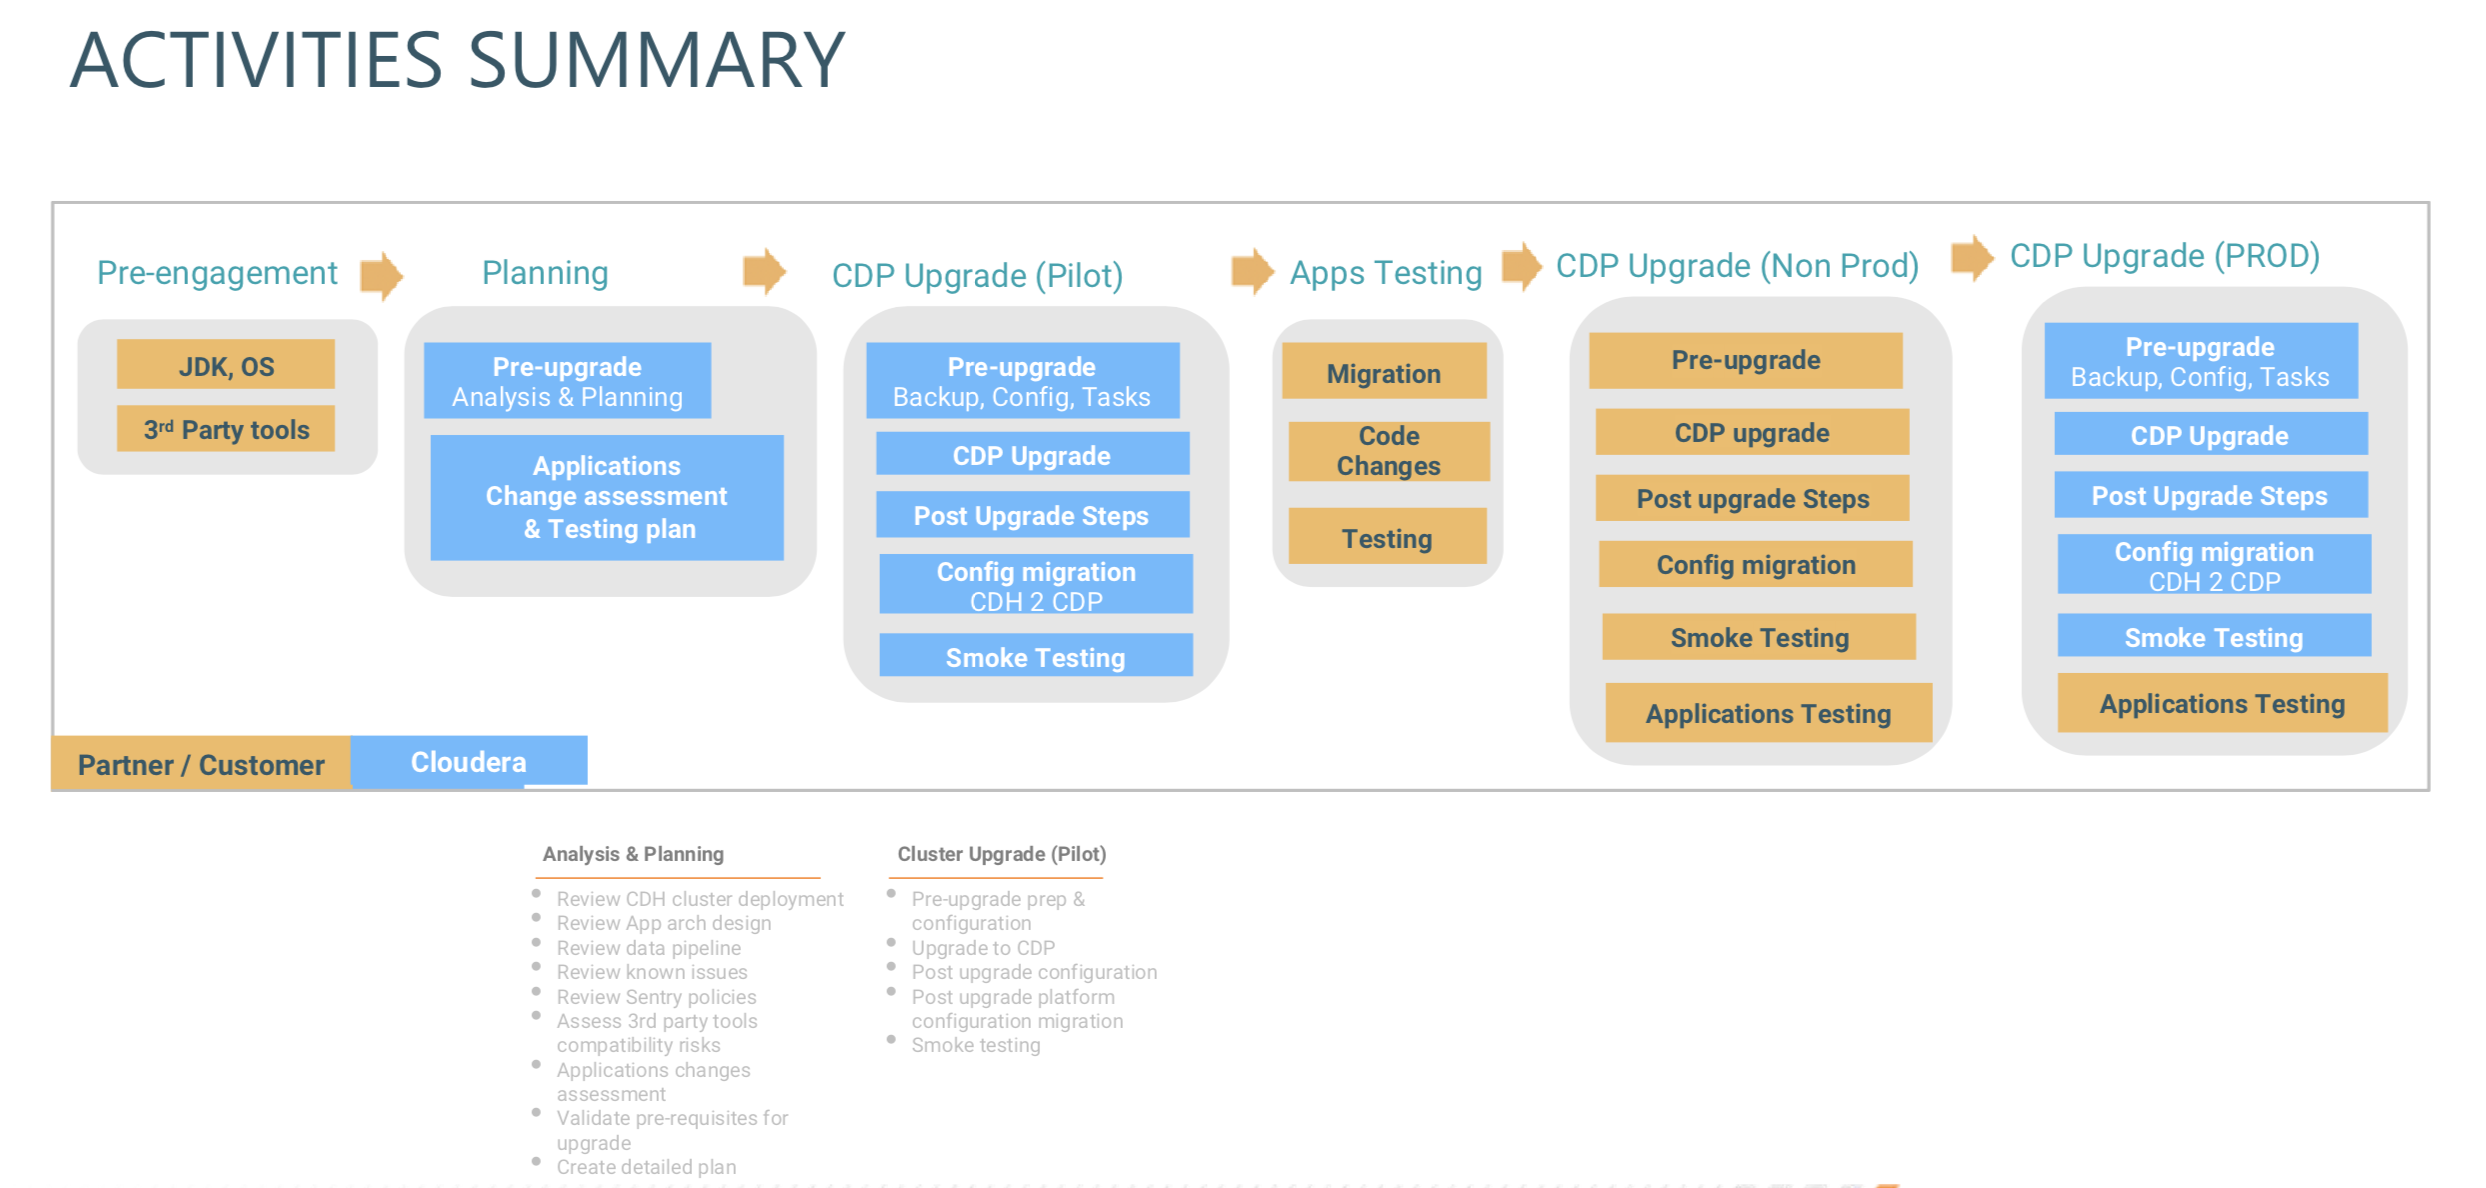 ACTIVITIES SUMMARY
Pre-engagement
JDK, OS
3rd Party tools
Planning
Pre-upgrade
Analysis & Planning
Applications
Change assessment
& Testing plan
CDP Upgrade (Pilot)
Pre-upgrade
Backup, Config, Tasks
CDP Upgrade
Post Upgrade Steps
Config migration
CDH 2 CDP
Smoke Testing
Apps Testing
Migration
Code
Changes
Testing
CDP Upgrade (Non Prod)
Pre-upgrade
CDP upgrade
Post upgrade Steps
Config migration
Smoke Testing
Applications Testing
CDP Upgrade (PROD)
Pre-upgrade
Backup, Config, Tasks
CDP Upgrade
Post Upgrade Steps
Config migration
CDH 2 CDP
Smoke Testing
Applications Testing
Partner / Customer
Cloudera
Analysis & Planning
• Review CDH cluster deployment
• Review App arch design
• Review data pipeline
• Review known issues
• Review Sentry policies
• Assess 3rd party tools
compatibility risks
• Applications changes
assessment
• Validate pre-requisites for
upgrade
• Create detailed plan
Cluster Upgrade (Pilot)
• Pre-upgrade prep &
configuration
• Upgrade to CDP
• Post upgrade configuration
• Post upgrade platform
configuration migration
• Smoke testing